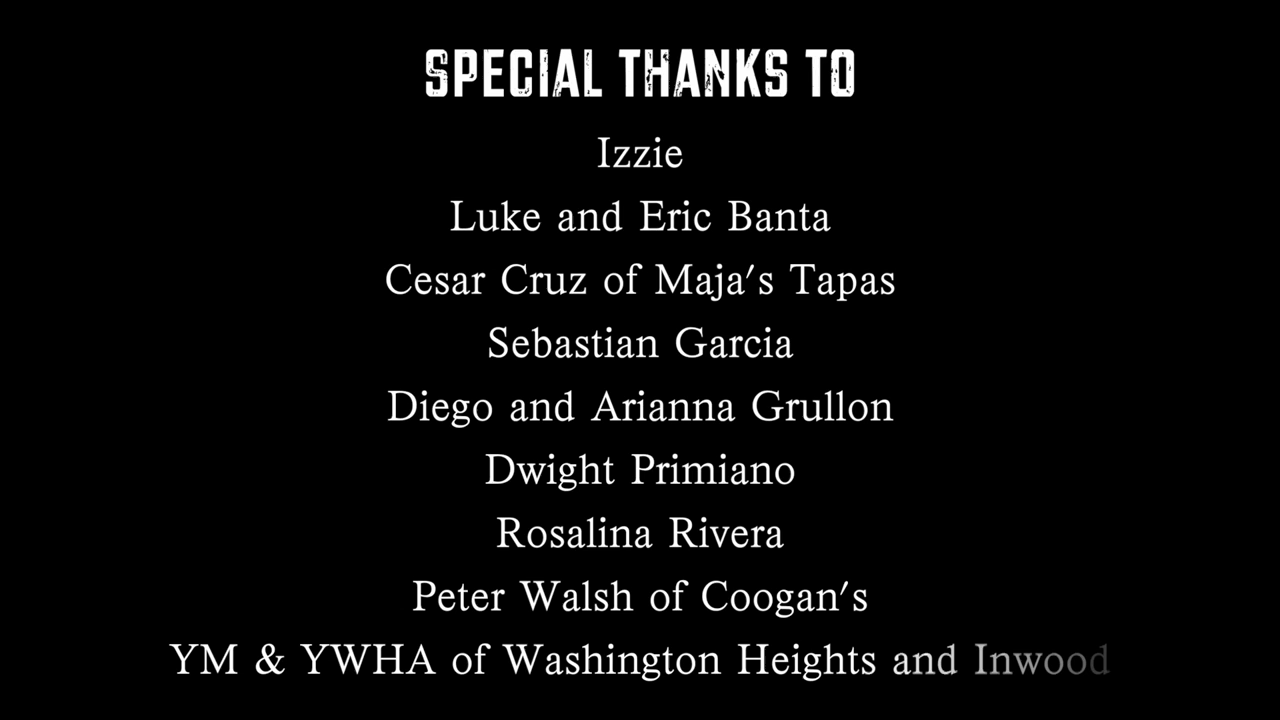 SPECIAL THANKS TO
Izzie
Luke and Eric Banta
Cesar Cruz of Maja's Tapas
Sebastian Garcia
Diego and Arianna Grullon
Dwight Primiano
Rosalina Rivera
Peter Walsh of Coogan's
YM & YWHA of Washington Heights and Inwood